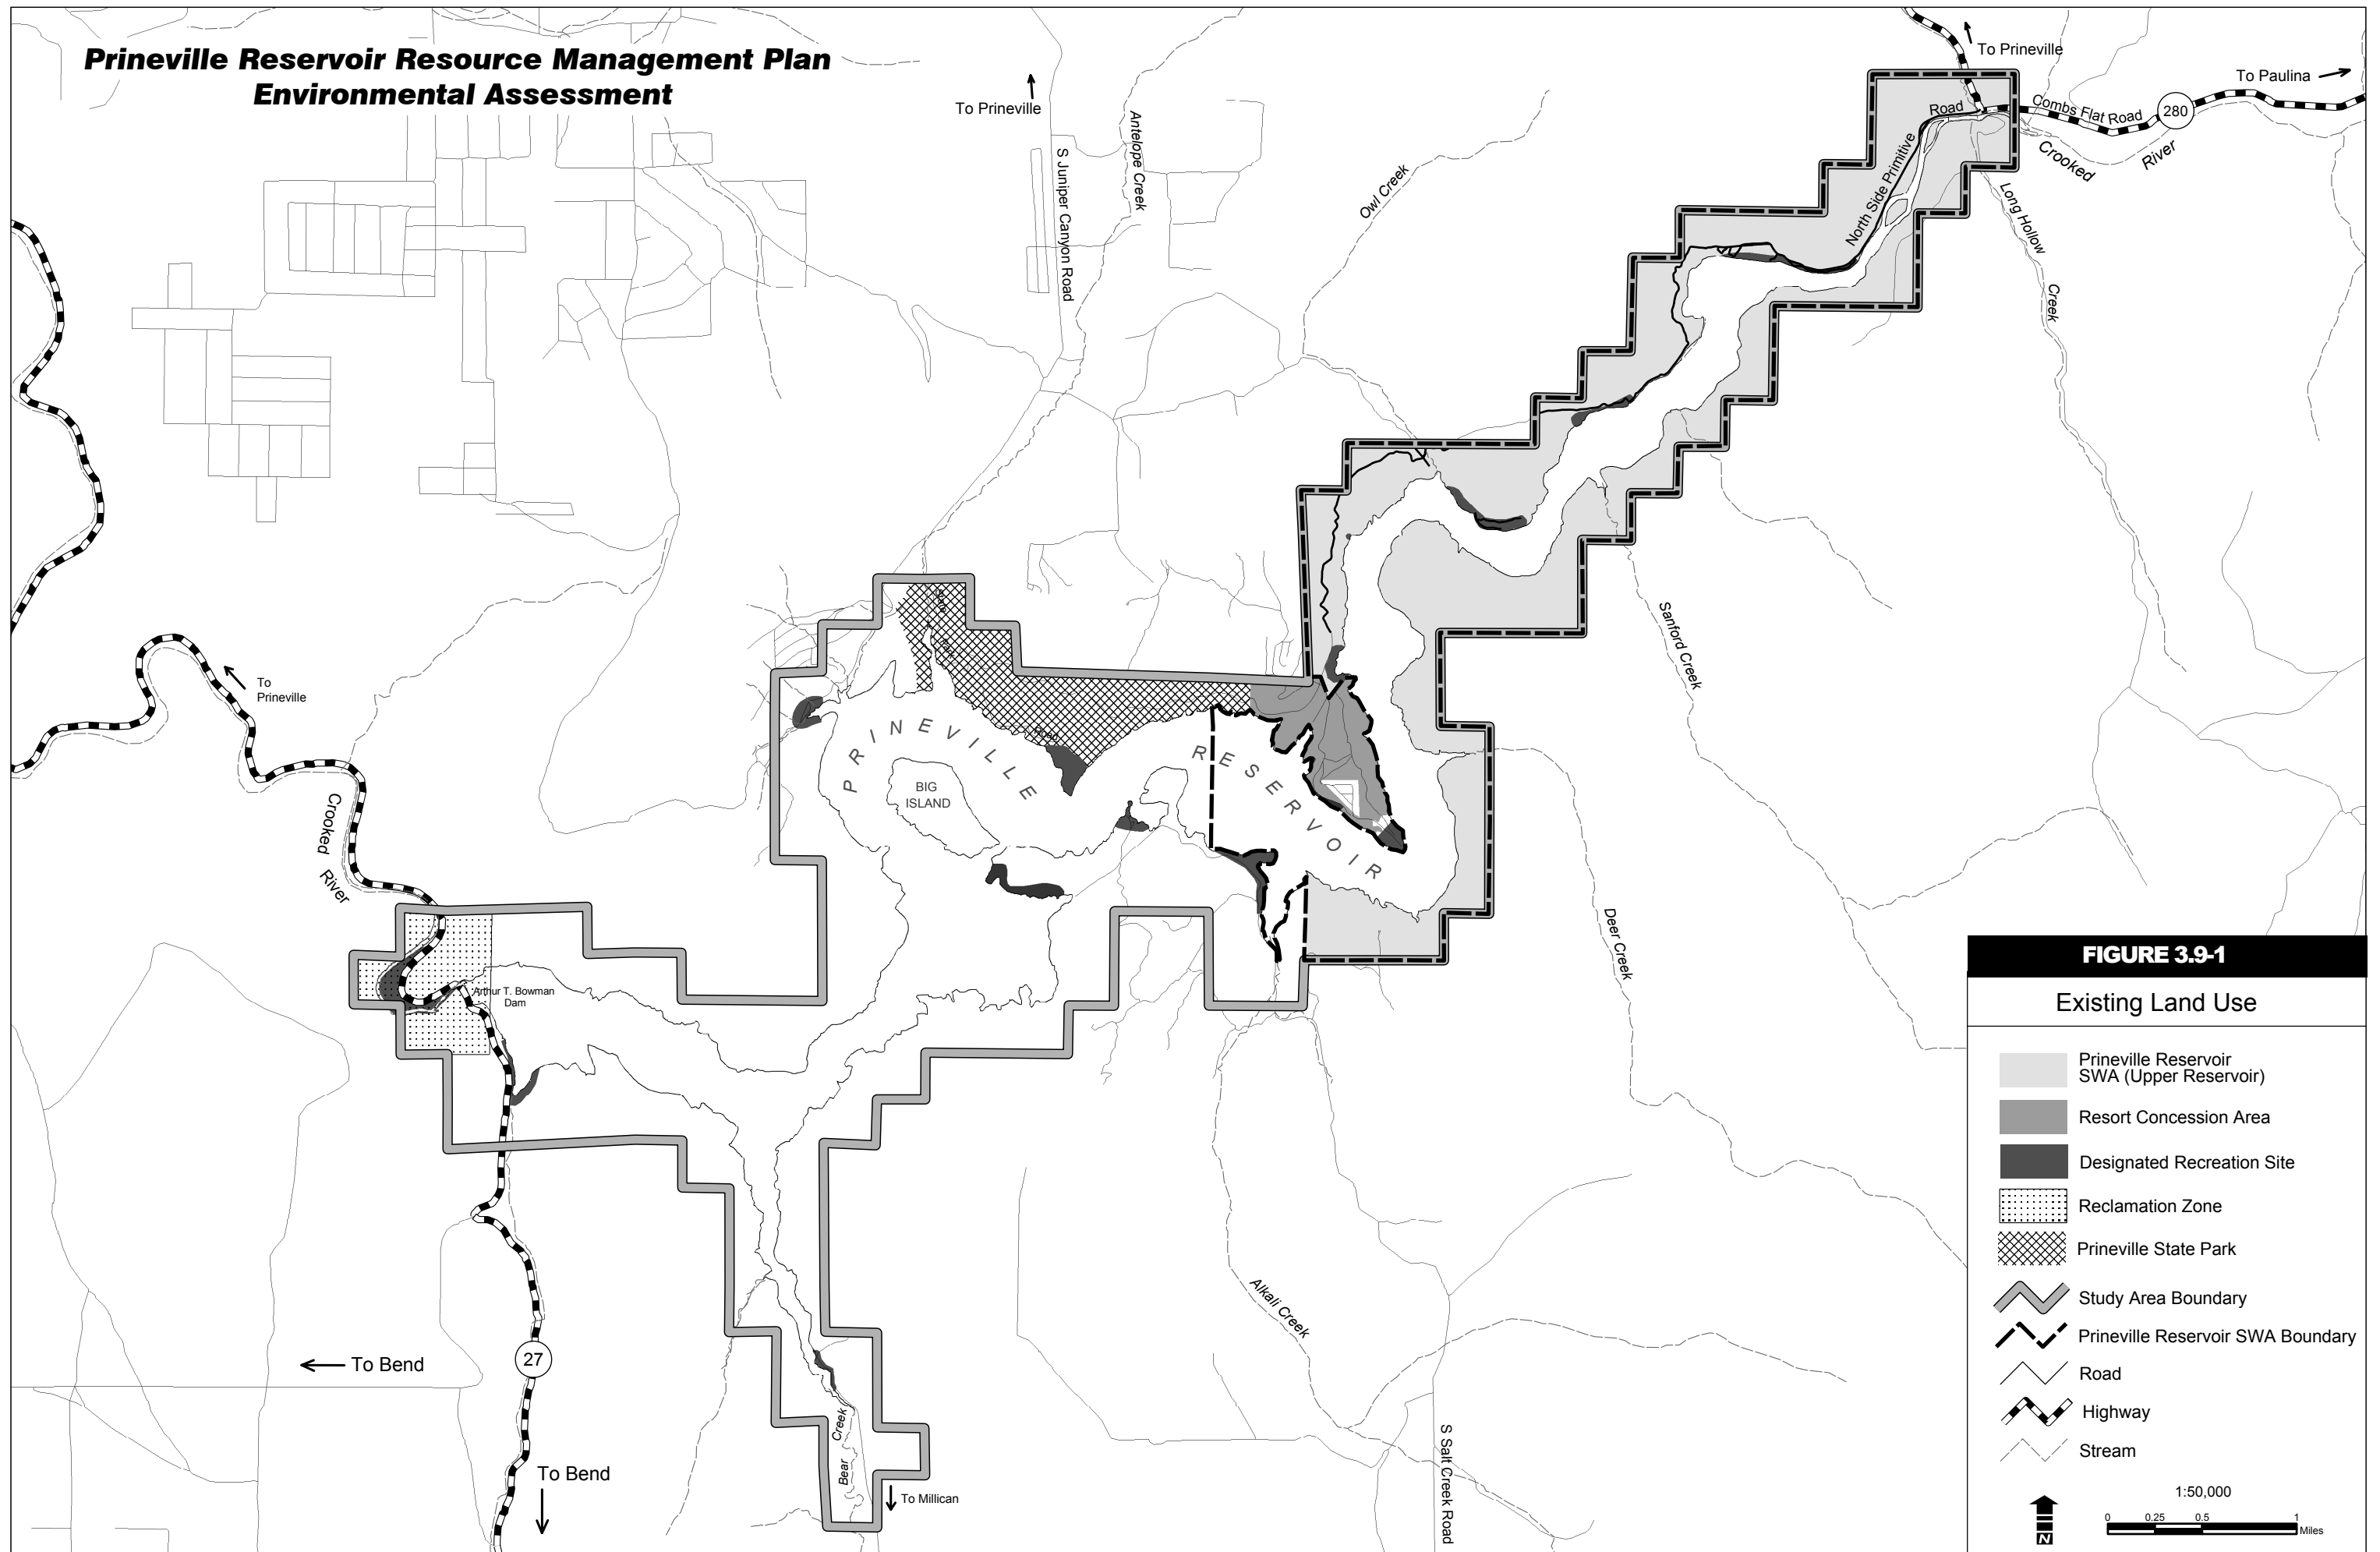 Prineville Reservoir Resource Management Plan
Environmental Assessment
To Prineville
To Paulina
To Prineville
Road
Combs Flat Road
280
Crooked
River
North Side Primitive
Long Hollow
Creek
Antelope Creek
S Juniper Canyon Road
Owl Creek
Sanford Creek
To
Prineville
Crooked
River
PRINEVILLE
RESERVOIR
BIG
ISLAND
Road
Arthur T. Bowman
Dam
Deer Creek
Alkali Creek
27
To Bend
To Bend
Creek
Bear
To Millican
S Salt Creek Road
FIGURE 3.9-1
Existing Land Use
Prineville Reservoir
SWA (Upper Reservoir)
Resort Concession Area
Designated Recreation Site
Reclamation Zone
Prineville State Park
Study Area Boundary
Prineville Reservoir SWA Boundary
Road
Highway
Stream
1:50,000
0 0.25 0.5 1
Miles
N